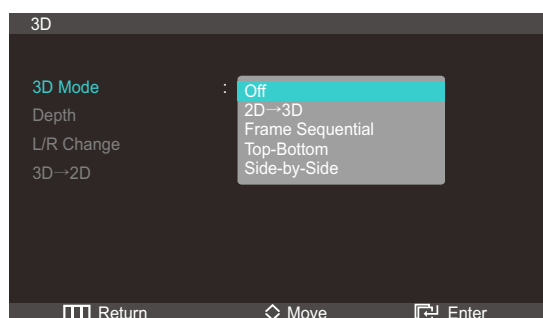 3D
3D Mode : Off
Depth
2D→3D
Frame Sequential
L/R Change
Top-Bottom
3D→2D
Side-by-Side
Return Move Enter